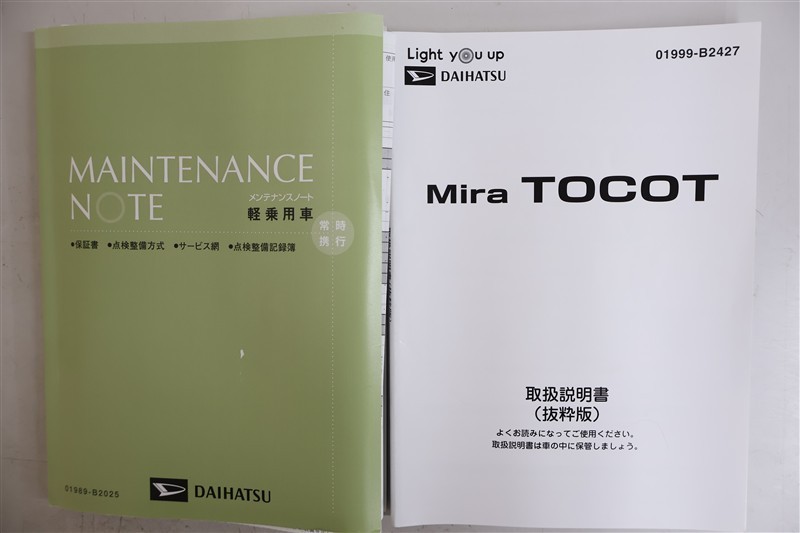 MAINTENANCE
NOTE
メンテナンスノート
軽乗用車
常時
携行
●保証書 ●点検整備方式 ●サービス網 ●点検整備記録簿
01989-B2025
DAIHATSU
使用
住
Light you up
DAIHATSU
01999-B2427
Mira TOCOT
取扱説明書
（抜粋版）
よくお読みになってご使用ください。
取扱説明書は車の中に保管しましょう。